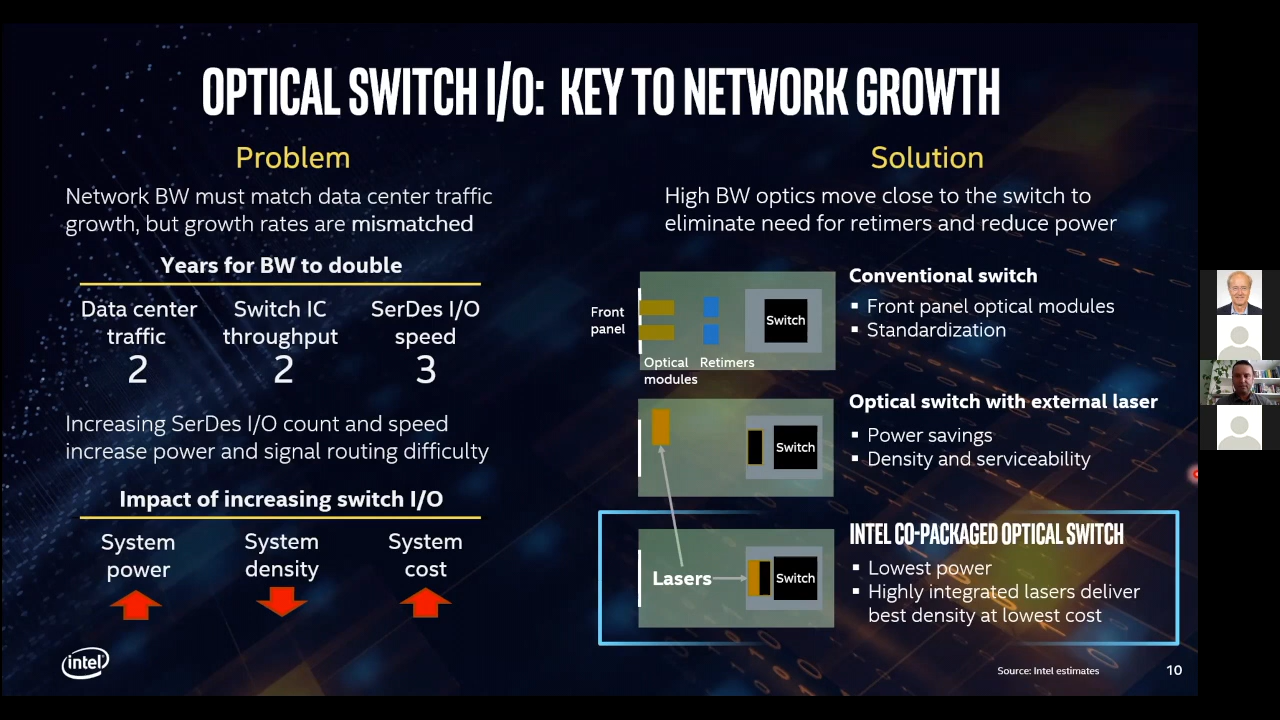 OPTICAL SWITCH I/O: KEY TO NETWORK GROWTH
Problem
Network BW must match data center traffic
growth, but growth rates are mismatched
Years for BW to double
Data center
traffic
2
Switch IC
throughput
2
SerDes I/O
speed
3
Increasing SerDes I/O count and speed
increase power and signal routing difficulty
Impact of increasing switch I/O
System
power
System
density
System
cost
Solution
High BW optics move close to the switch to
eliminate need for retimers and reduce power
Front
panel
Optical
modules
Retimers
Switch
Conventional switch
▪ Front panel optical modules
▪ Standardization
Switch
Optical switch with external laser
▪ Power savings
▪ Density and serviceability
Lasers
Switch
INTEL CO-PACKAGED OPTICAL SWITCH
▪ Lowest power
▪ Highly integrated lasers deliver
best density at lowest cost
intel
Source: Intel estimates
10